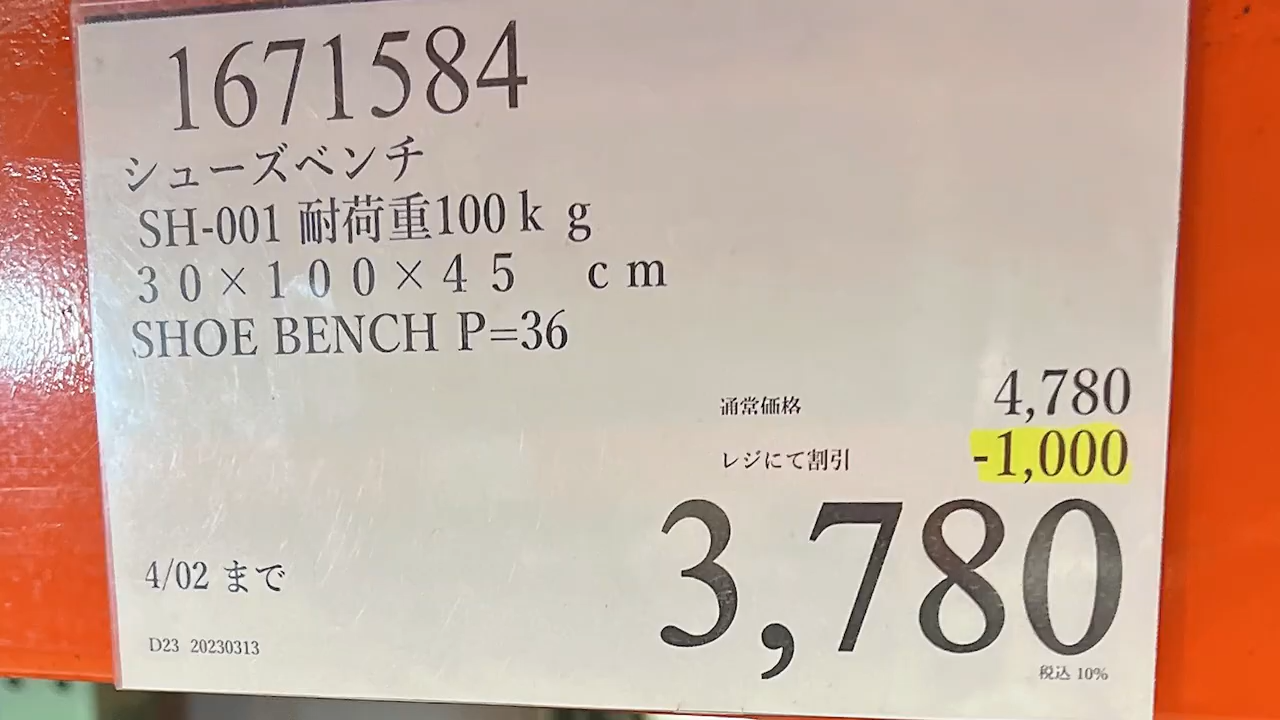 1671584
シューズベンチ
SH-001 耐荷重100ｋｇ
３０×１００×４５　ｃｍ
SHOE BENCH P=36
通常価格 4,780
レジにて割引 -1,000
3,780
4/02 まで
D23 20230313
税込 10%